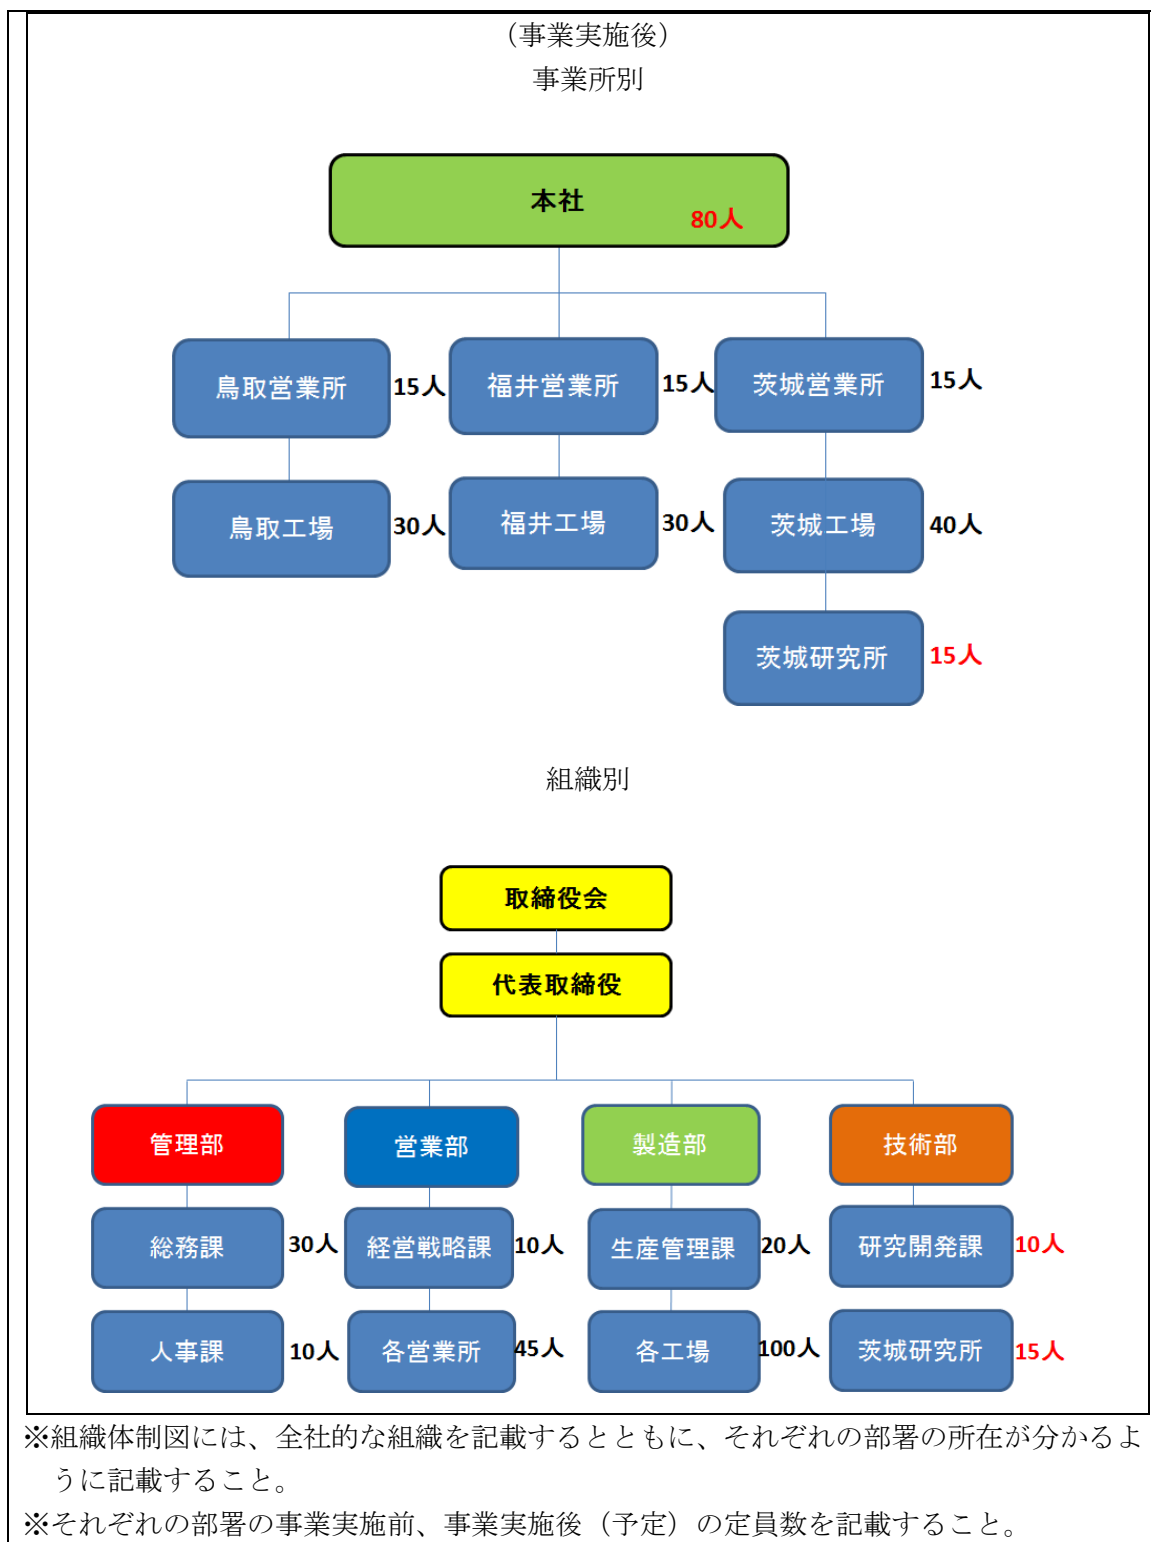 （事業実施後）
事業所別
本社
80人
鳥取営業所
15人
福井営業所
15人
茨城営業所
15人
鳥取工場
30人
福井工場
30人
茨城工場
40人
茨城研究所
15人
組織別
取締役会
代表取締役
管理部
営業部
製造部
技術部
総務課
30人
経営戦略課
10人
生産管理課
20人
研究開発課
10人
人事課
10人
各営業所
45人
各工場
100人
茨城研究所
15人
※組織体制図には、全社的な組織を記載するとともに、それぞれの部署の所在が分かるよ
うに記載すること。
※それぞれの部署の事業実施前、事業実施後（予定）の定員数を記載すること。